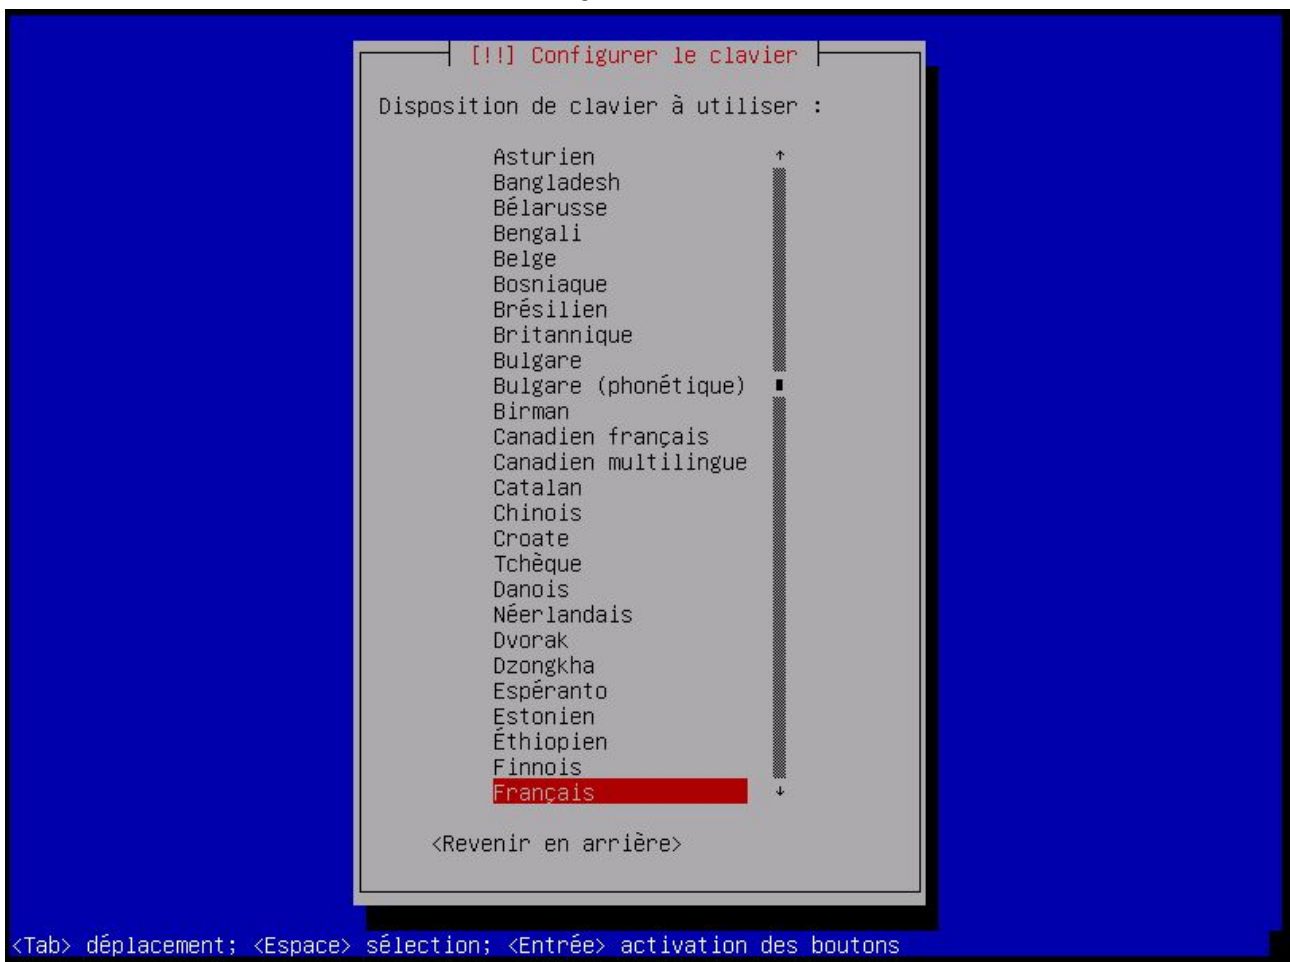 [!!] Configurer le clavier
Disposition de clavier à utiliser :
Asturien
Bangladesh
Bélarusse
Bengali
Belge
Bosniaque
Brésilien
Britannique
Bulgare
Bulgare (phonétique)
Birman
Canadien français
Canadien multilingue
Catalan
Chinois
Croate
Tchèque
Danois
Néerlandais
Dvorak
Dzongkha
Espéranto
Estonien
Éthiopien
Finnois
Français
<Revenir en arrière>
<Tab> déplacement; <Espace> sélection; <Entrée> activation des boutons